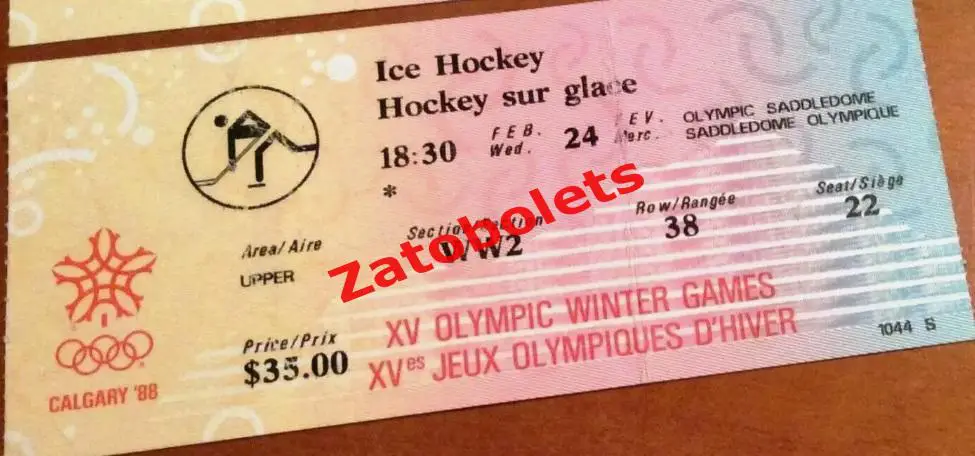 Ice Hockey
Hockey sur glace
18:30 FEB. Wed. 24 OLYMPIC SADDLEDOME
SADDLEDOME OLYMPIQUE
*
Area/Aire
UPPER
Row/Rangée
38
Seat/Siège
22
Zatobolets
Price/Prix
$35.00
XV OLYMPIC WINTER GAMES
XVes JEUX OLYMPIQUES D'HIVER
1044 S
CALGARY '88